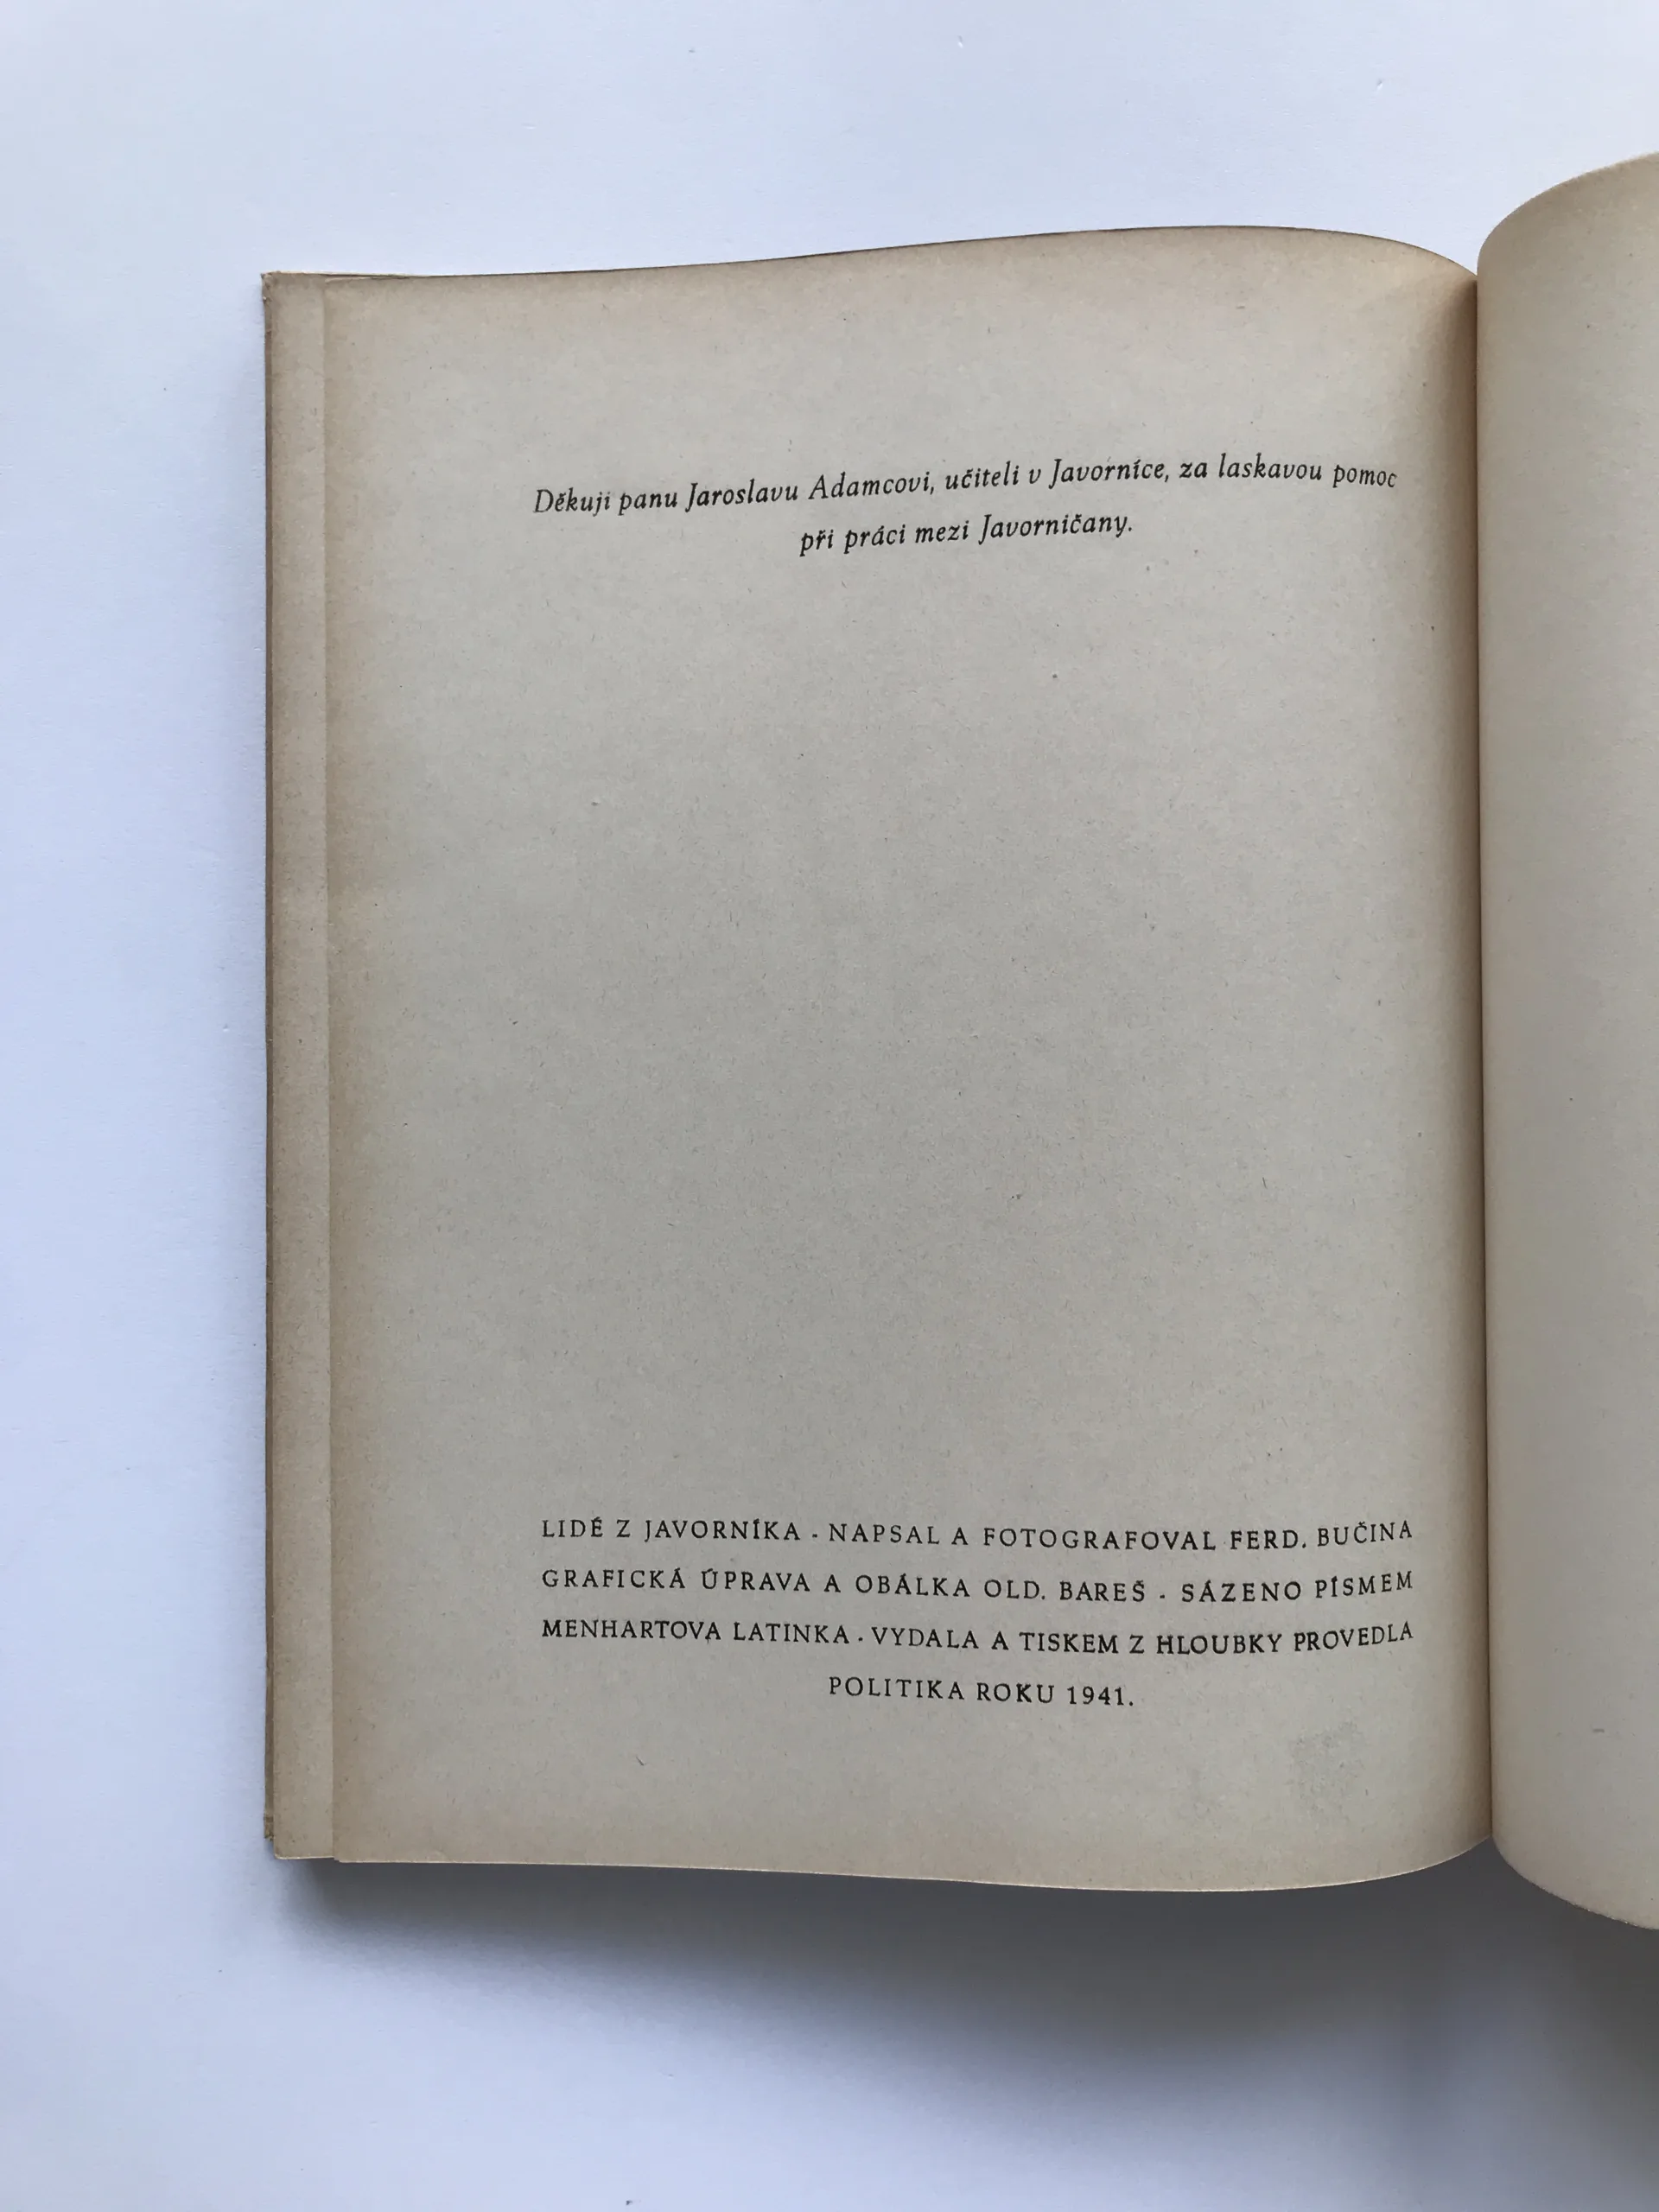 Děkuji panu Jaroslavu Adamcovi, učiteli v Javorníce, za laskavou pomoc
při práci mezi Javorničany.
LIDÉ Z JAVORNÍKA - NAPSAL A FOTOGRAFOVAL FERD. BUČINA
GRAFICKÁ ÚPRAVA A OBÁLKA OLD. BAREŠ - SÁZENO PÍSMEM
MENHARTOVA LATINKA - VYDALA A TISKEM Z HLOUBKY PROVEDLA
POLITIKA ROKU 1941.